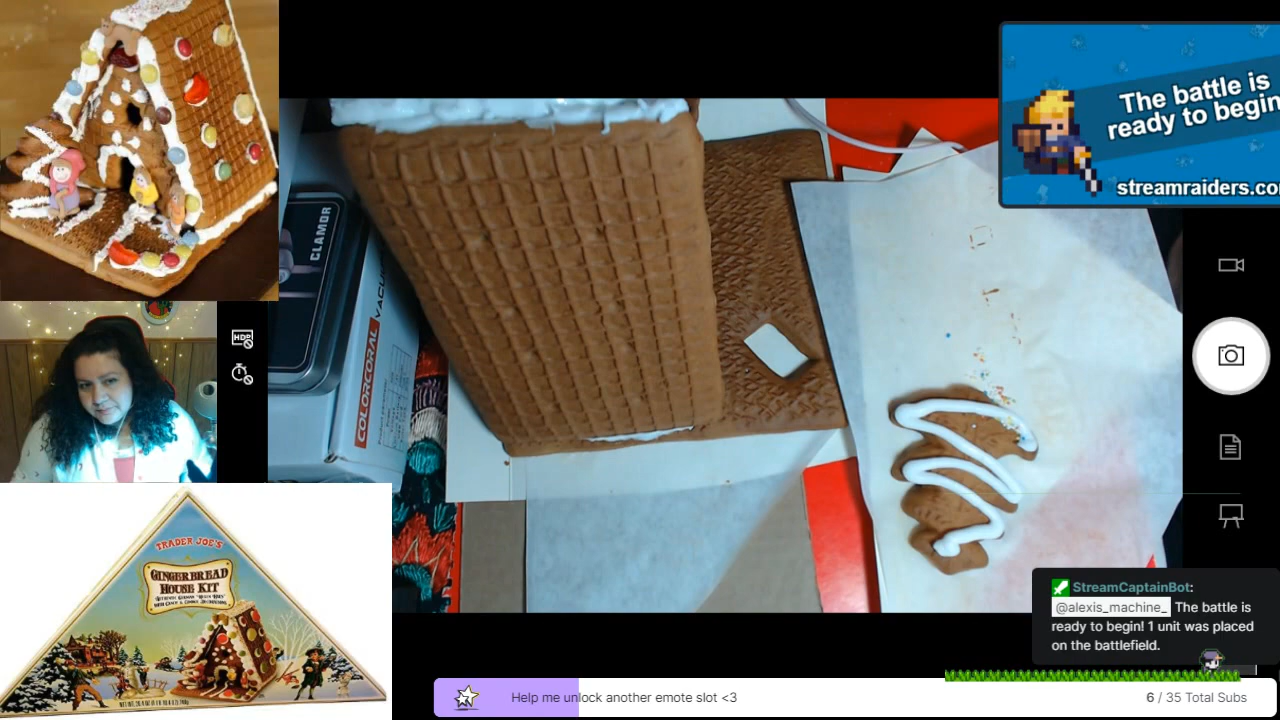 The battle is
ready to begin
streamraiders.co
CLAMOR
COLORCORAL
TRADER JOE'S
GINGERBREAD
HOUSE KIT
HDR
StreamCaptainBot:
@alexis_machine_ The battle is
ready to begin! 1 unit was placed
on the battlefield.
Help me unlock another emote slot <3
6 / 35 Total Subs